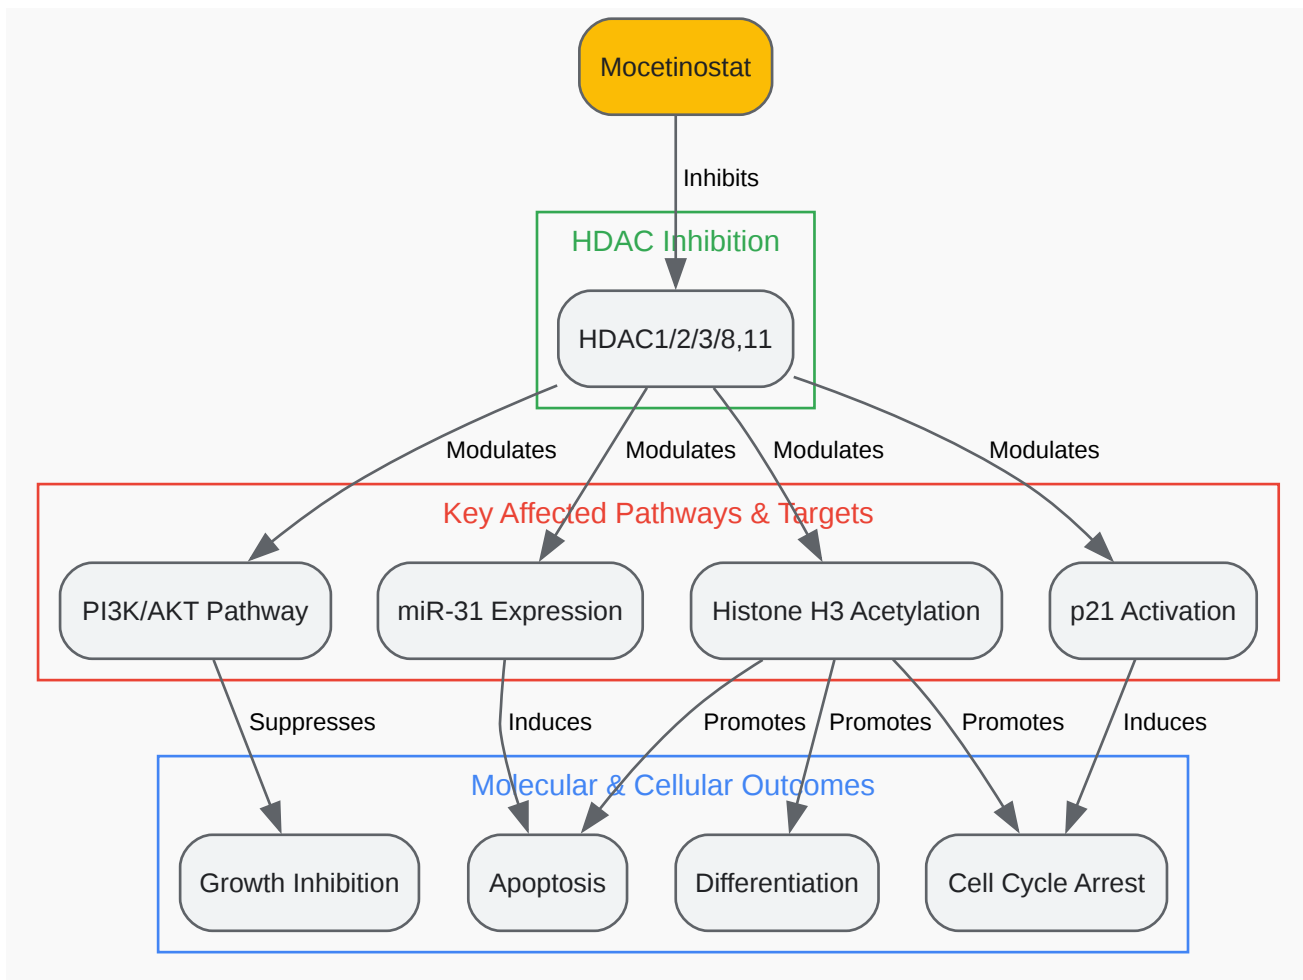 Mocetinostat
Inhibits
HDAC Inhibition
HDAC1/2/3/8,11
Modulates
Modulates
Modulates
Modulates
Key Affected Pathways & Targets
PI3K/AKT Pathway
miR-31 Expression
Histone H3 Acetylation
p21 Activation
Suppresses
Induces
Promotes
Promotes
Promotes
Induces
Molecular & Cellular Outcomes
Growth Inhibition
Apoptosis
Differentiation
Cell Cycle Arrest